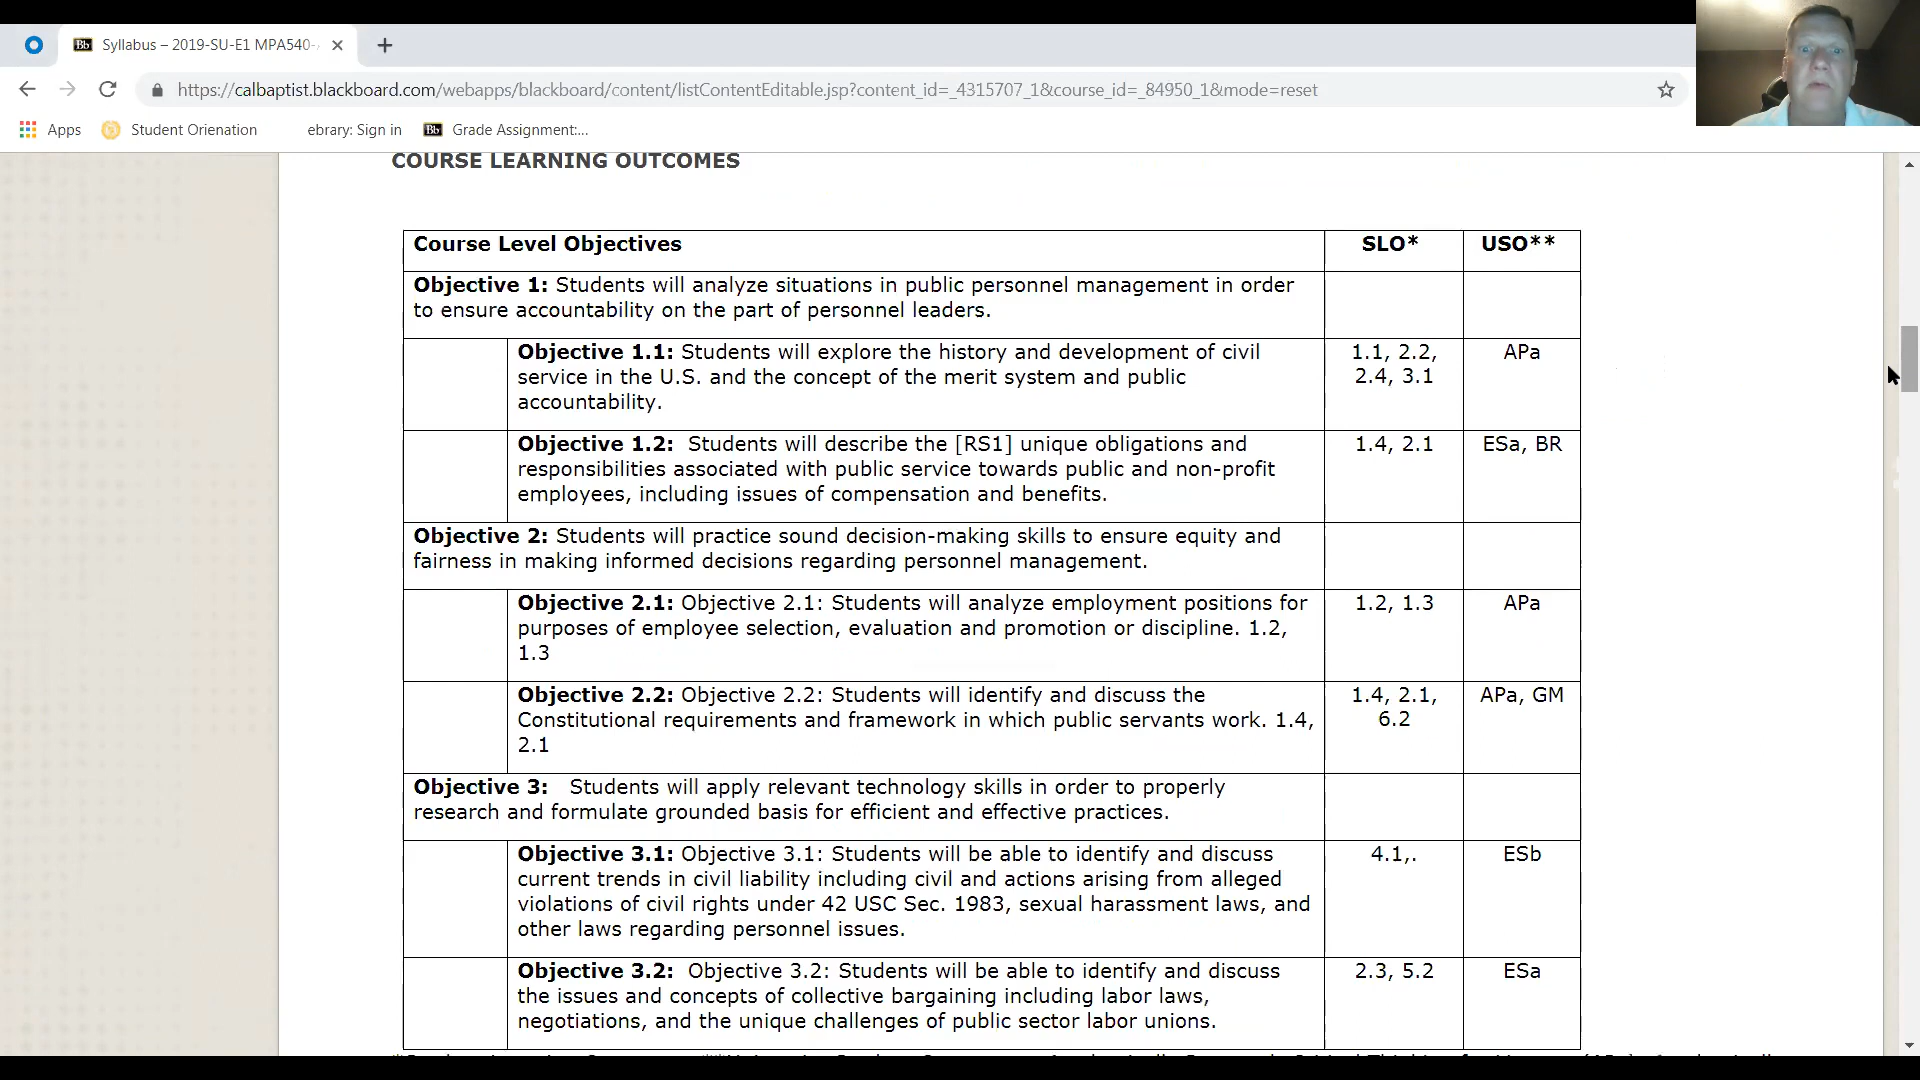 Syllabus – 2019-SU-E1 MPA540-
https://calbaptist.blackboard.com/webapps/blackboard/content/listContentEditable.jsp?content_id=_4315707_1&course_id=_84950_1&mode=reset
Apps Student Orienation ebrary: Sign in Bb Grade Assignment:...
COURSE LEARNING OUTCOMES
Course Level Objectives SLO* USO**
Objective 1: Students will analyze situations in public personnel management in order
to ensure accountability on the part of personnel leaders.
Objective 1.1: Students will explore the history and development of civil 1.1, 2.2, APa
service in the U.S. and the concept of the merit system and public 2.4, 3.1
accountability.
Objective 1.2: Students will describe the [RS1] unique obligations and 1.4, 2.1 ESa, BR
responsibilities associated with public service towards public and non-profit
employees, including issues of compensation and benefits.
Objective 2: Students will practice sound decision-making skills to ensure equity and
fairness in making informed decisions regarding personnel management.
Objective 2.1: Objective 2.1: Students will analyze employment positions for 1.2, 1.3 APa
purposes of employee selection, evaluation and promotion or discipline. 1.2,
1.3
Objective 2.2: Objective 2.2: Students will identify and discuss the 1.4, 2.1, APa, GM
Constitutional requirements and framework in which public servants work. 1.4, 6.2
2.1
Objective 3: Students will apply relevant technology skills in order to properly
research and formulate grounded basis for efficient and effective practices.
Objective 3.1: Objective 3.1: Students will be able to identify and discuss 4.1,. ESb
current trends in civil liability including civil and actions arising from alleged
violations of civil rights under 42 USC Sec. 1983, sexual harassment laws, and
other laws regarding personnel issues.
Objective 3.2: Objective 3.2: Students will be able to identify and discuss 2.3, 5.2 ESa
the issues and concepts of collective bargaining including labor laws,
negotiations, and the unique challenges of public sector labor unions.